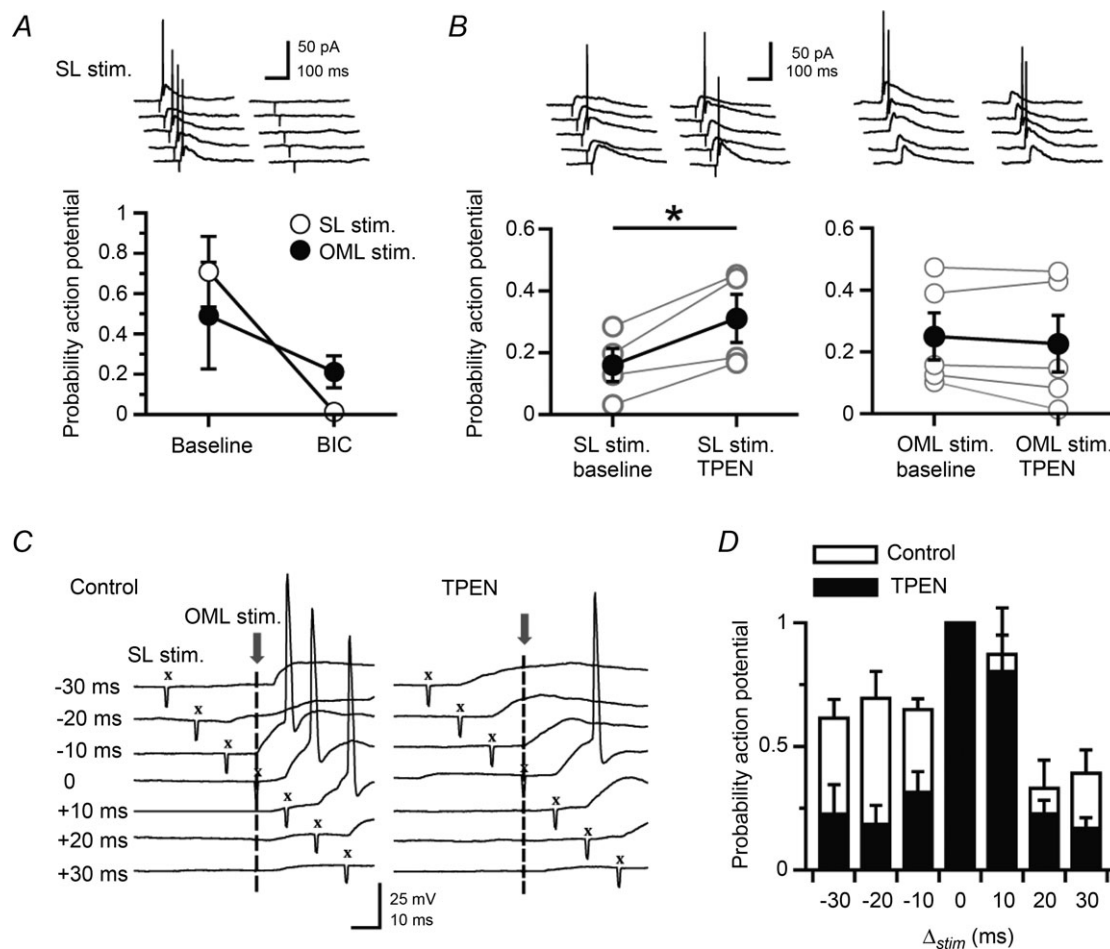 A
SL stim.
50 pA
100 ms
Probability action potential
1
0.8
0.6
0.4
0.2
0
SL stim.
OML stim.
Baseline
BIC
B
50 pA
100 ms
0.6
0.4
0.2
0
*
SL stim.
baseline
SL stim.
TPEN
0.6
0.4
0.2
0
OML stim.
baseline
OML stim.
TPEN
C
Control
OML stim.
SL stim.
x
-30 ms
x
-20 ms
x
-10 ms
x
0
x
+10 ms
x
+20 ms
x
+30 ms
TPEN
x
x
x
x
x
x
x
25 mV
10 ms
D
Control
TPEN
Probability action potential
1
0.5
0
-30 -20 -10 0 10 20 30
Δstim (ms)